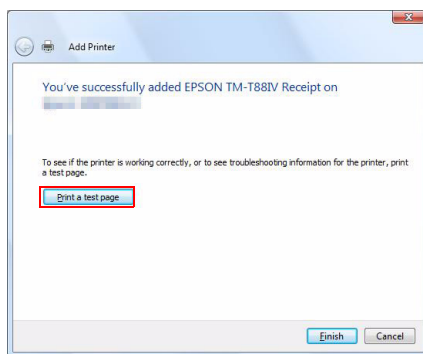 Add Printer
You've successfully added EPSON TM-T88IV Receipt on
To see if the printer is working correctly, or to see troubleshooting information for the printer, print
a test page.
Print a test page
Finish Cancel